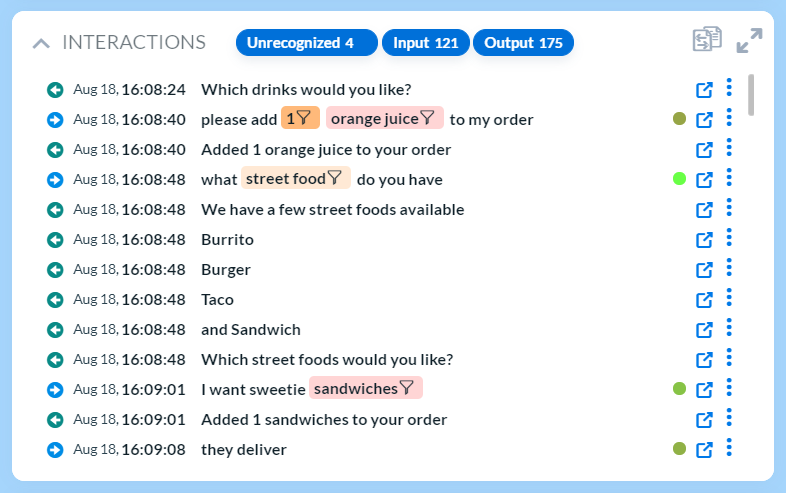 INTERACTIONS Unrecognized 4 Input 121 Output 175
Aug 18, 16:08:24 Which drinks would you like?
Aug 18, 16:08:40 please add 1 orange juice to my order
Aug 18, 16:08:40 Added 1 orange juice to your order
Aug 18, 16:08:48 what street food do you have
Aug 18, 16:08:48 We have a few street foods available
Aug 18, 16:08:48 Burrito
Aug 18, 16:08:48 Burger
Aug 18, 16:08:48 Taco
Aug 18, 16:08:48 and Sandwich
Aug 18, 16:08:48 Which street foods would you like?
Aug 18, 16:09:01 I want sweetie sandwiches
Aug 18, 16:09:01 Added 1 sandwiches to your order
Aug 18, 16:09:08 they deliver